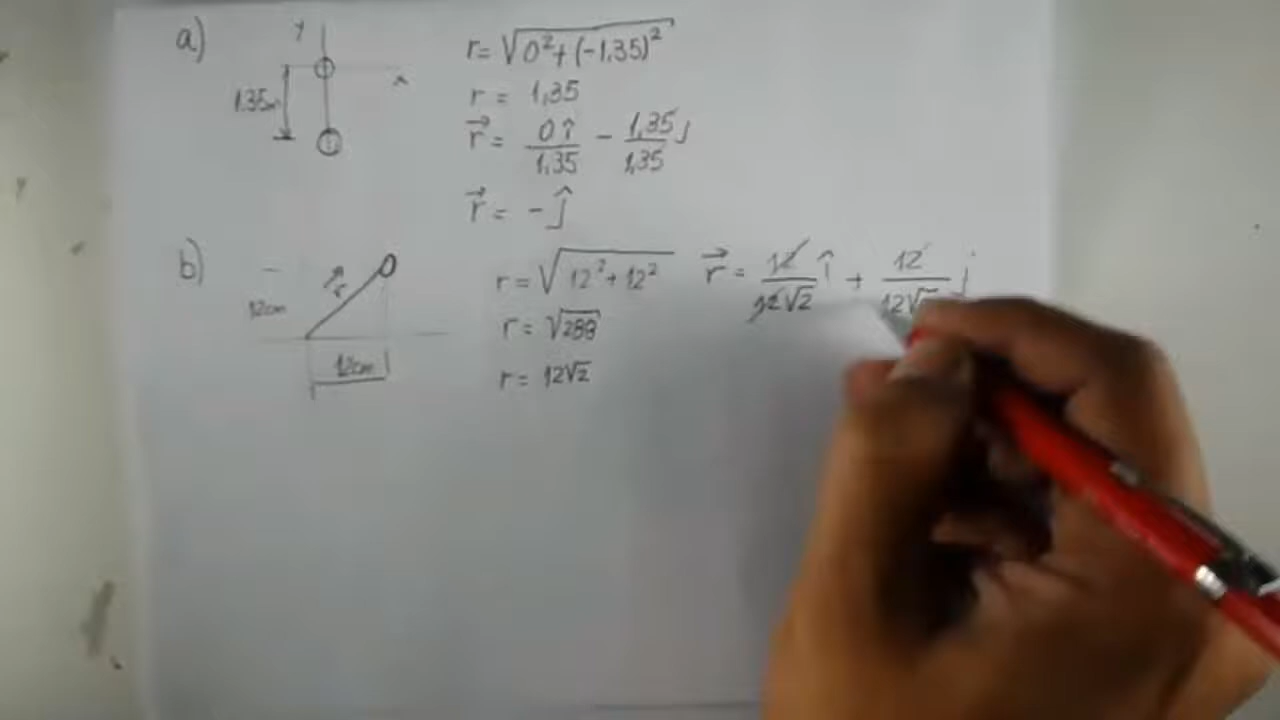 a)
y
x
1.35m
r = √0² + (-1,35)²
r = 1,35
r⃗ = 0î/1,35 - 1,35/1,35 j
r⃗ = - ĵ
b)
12cm
r
12cm
r = √12² + 12²
r = √288
r = 12√2
r⃗ = 12/12√2 î + 12/12√ j